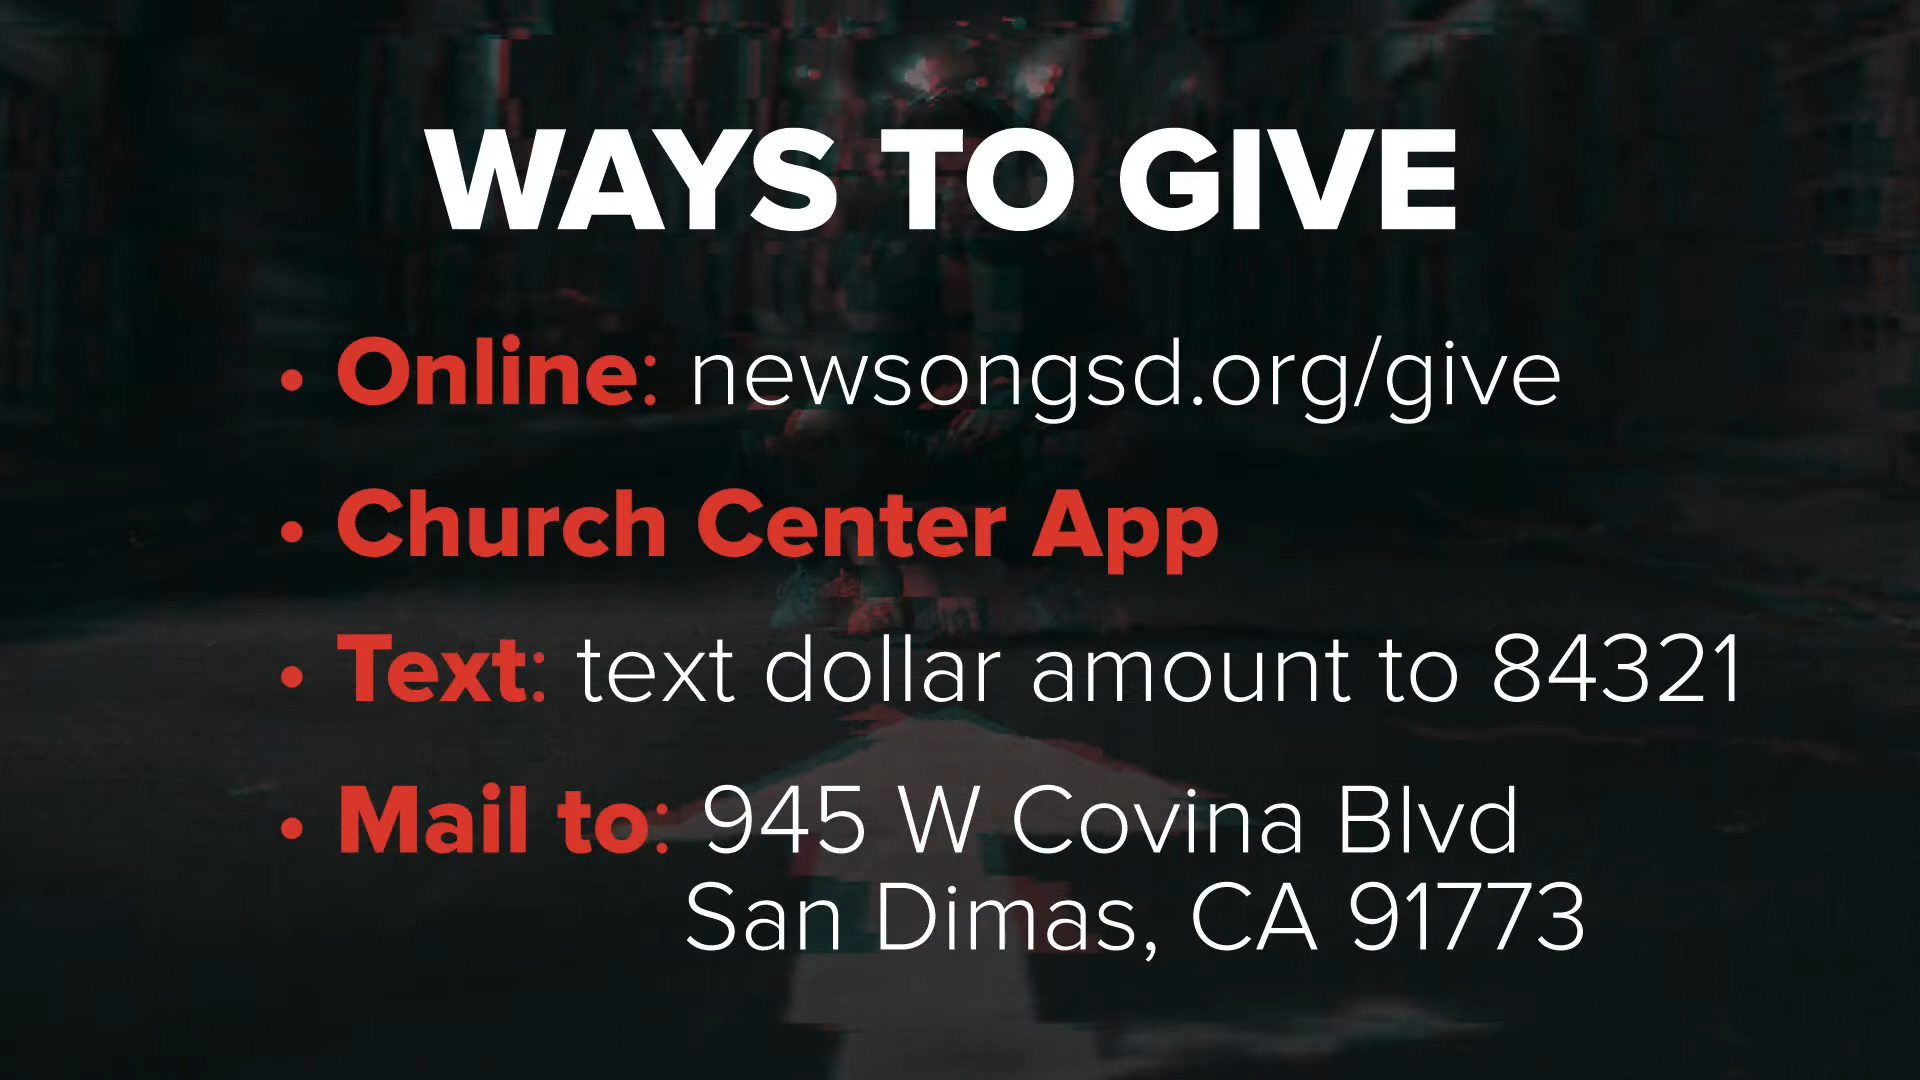 WAYS TO GIVE
• Online: newsongsd.org/give
• Church Center App
• Text: text dollar amount to 84321
• Mail to: 945 W Covina Blvd
San Dimas, CA 91773